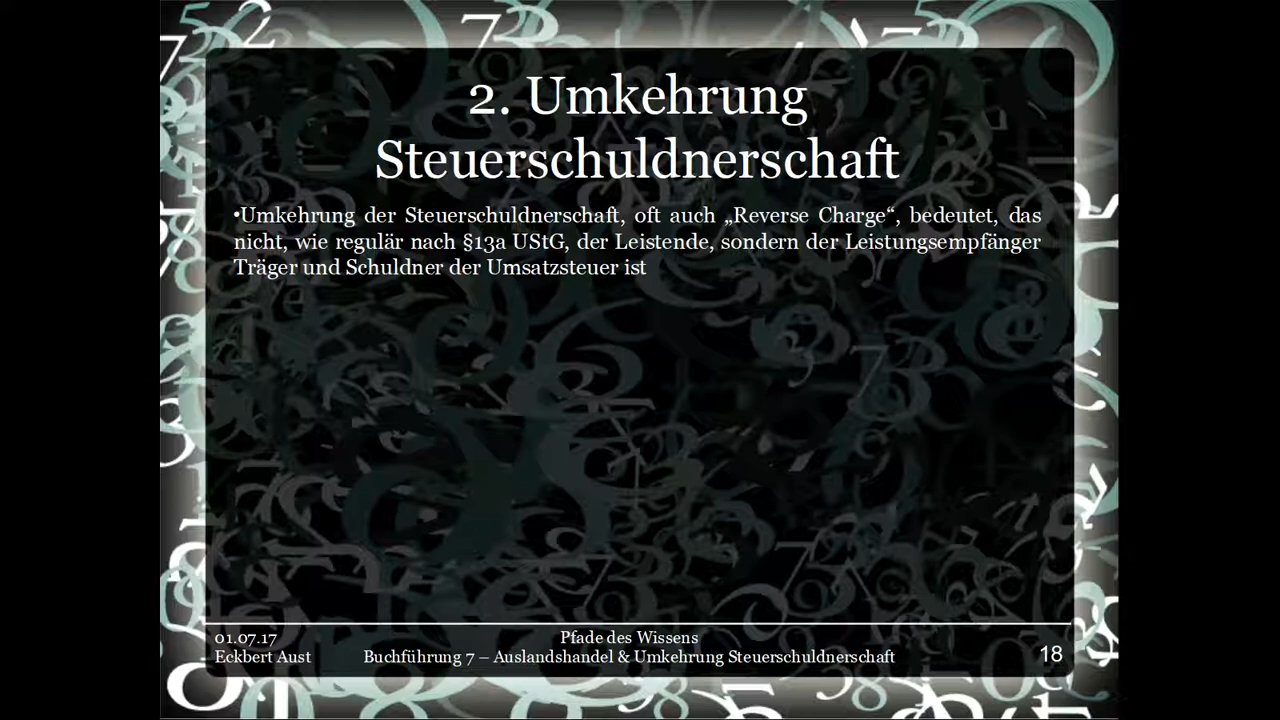 2. Umkehrung
Steuerschuldnerschaft
•Umkehrung der Steuerschuldnerschaft, oft auch „Reverse Charge“, bedeutet, das
nicht, wie regulär nach §13a UStG, der Leistende, sondern der Leistungsempfänger
Träger und Schuldner der Umsatzsteuer ist
01.07.17
Eckbert Aust
Pfade des Wissens
Buchführung 7 – Auslandshandel & Umkehrung Steuerschuldnerschaft
18